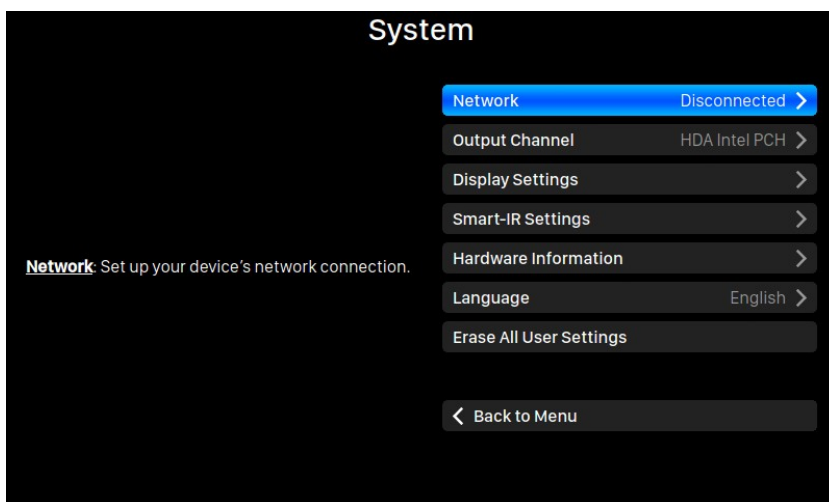 System
Network Disconnected
Output Channel HDA Intel PCH
Display Settings
Smart-IR Settings
Network: Set up your device’s network connection.
Hardware Information
Language English
Erase All User Settings
Back to Menu